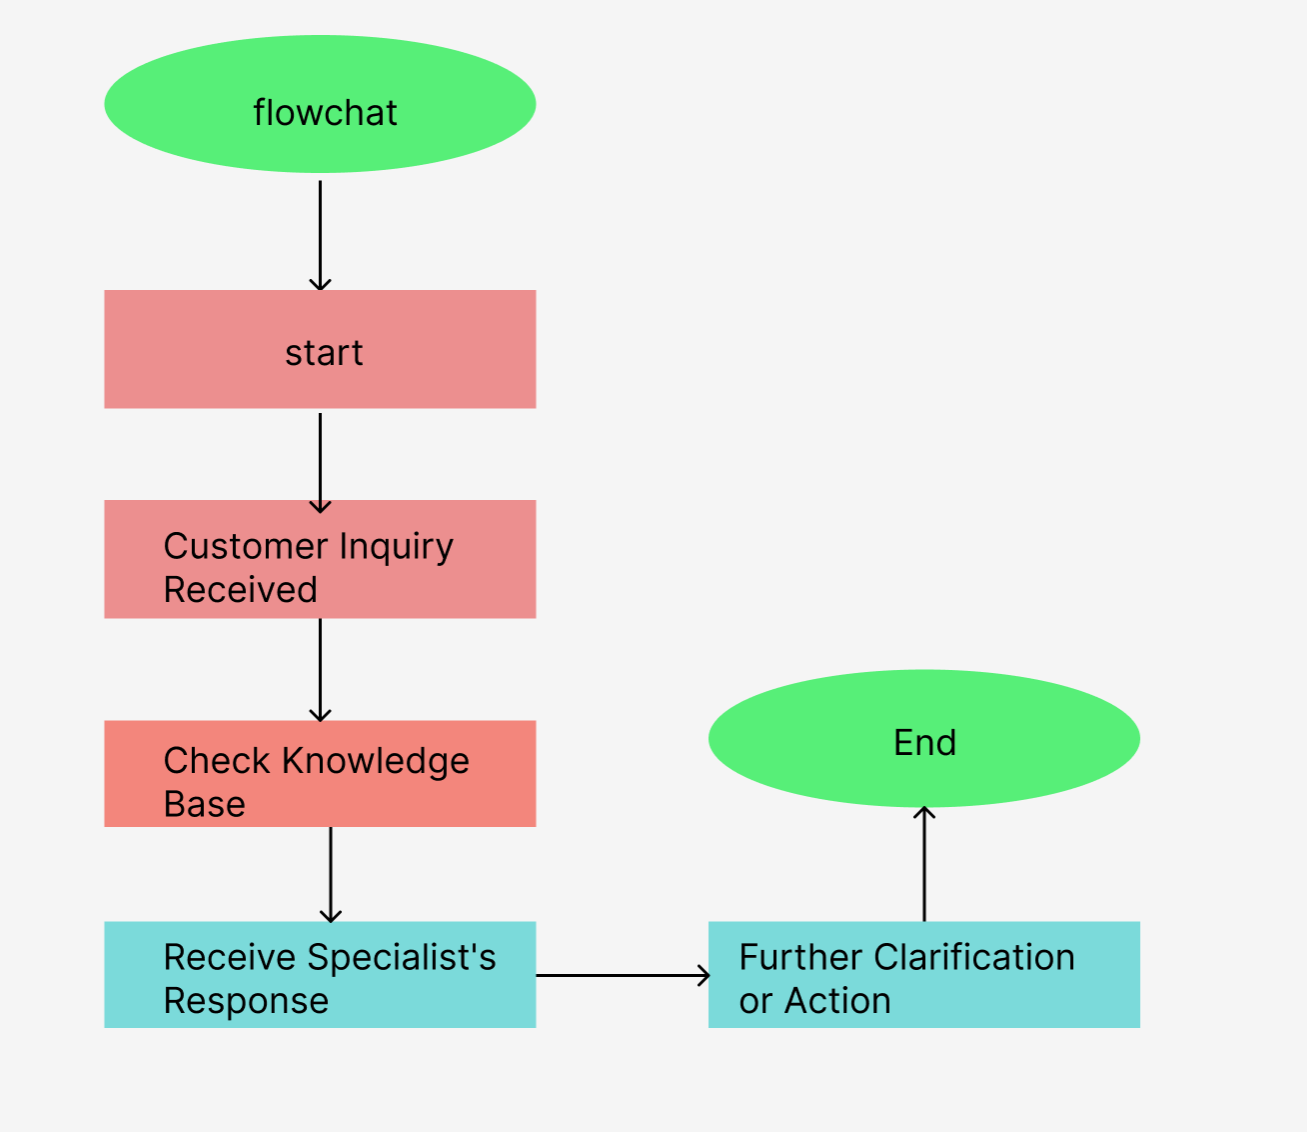 flowchat
start
Customer Inquiry
Received
Check Knowledge
Base
Receive Specialist's
Response
Further Clarification
or Action
End